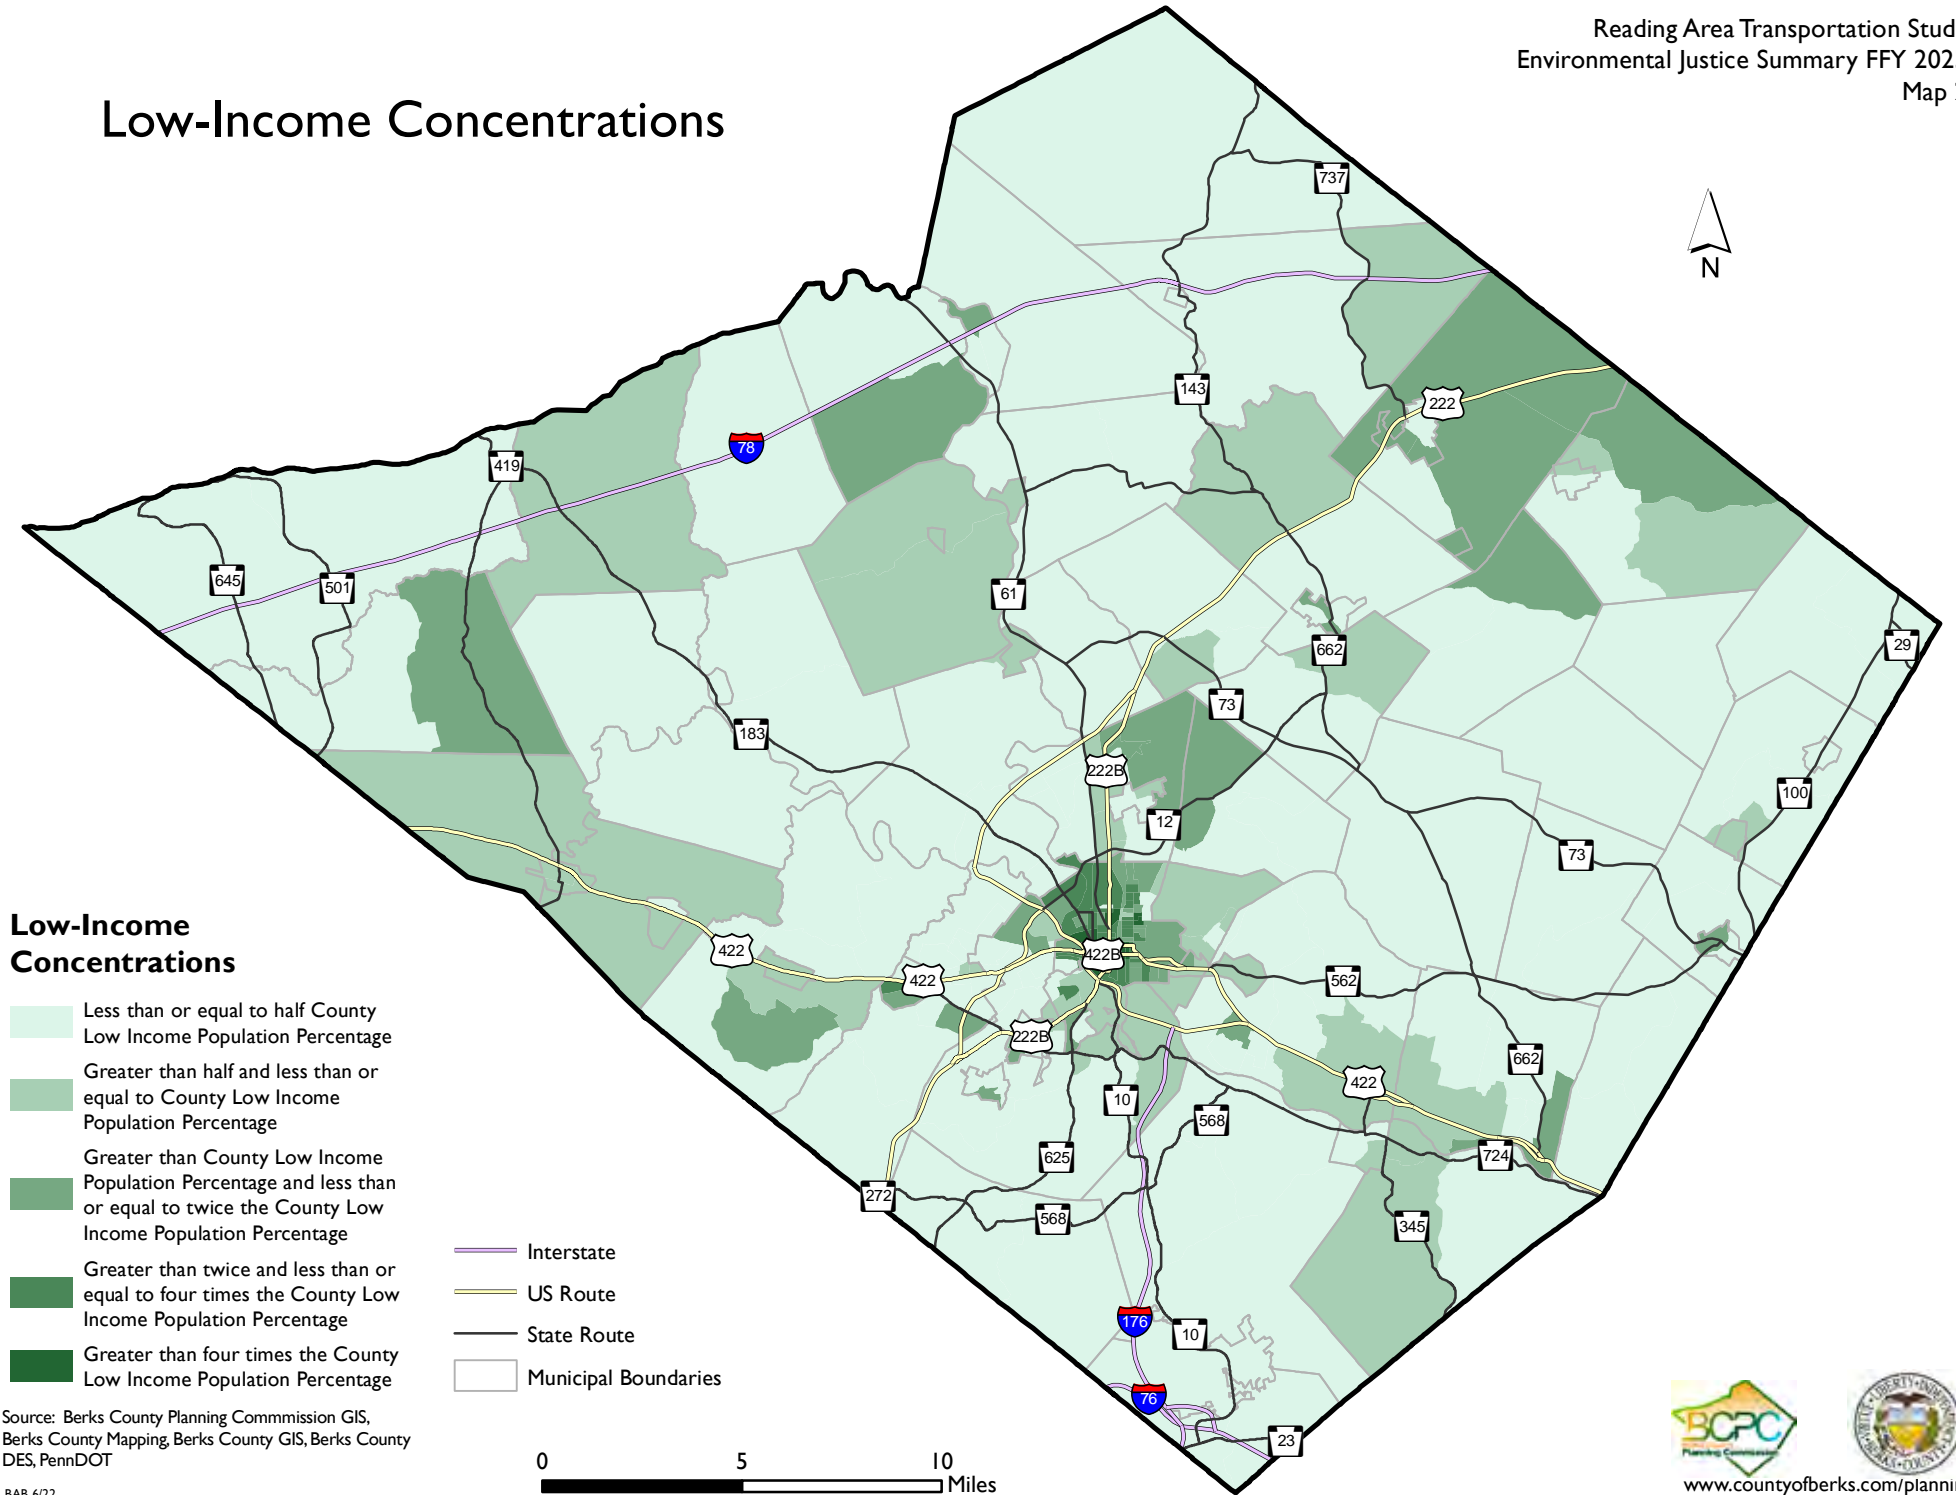 Reading Area Transportation Stud
Environmental Justice Summary FFY 202
Map
Low-Income Concentrations
N
737
143
222
78
419
645
501
61
662
29
183
73
222B
12
100
73
422
422
422B
562
222B
662
422
10
568
724
625
272
568
345
176
10
76
23
Low-Income
Concentrations
Less than or equal to half County
Low Income Population Percentage
Greater than half and less than or
equal to County Low Income
Population Percentage
Greater than County Low Income
Population Percentage and less than
or equal to twice the County Low
Income Population Percentage
Greater than twice and less than or
equal to four times the County Low
Income Population Percentage
Greater than four times the County
Low Income Population Percentage
Interstate
US Route
State Route
Municipal Boundaries
Source: Berks County Planning Commmission GIS,
Berks County Mapping, Berks County GIS, Berks County
DES, PennDOT
BAB 6/22
0 5 10
Miles
BCPC
Planning Commission
www.countyofberks.com/planni